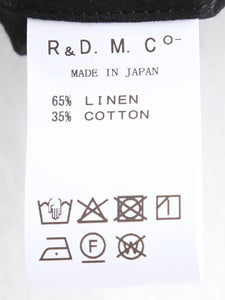 R & D. M. Co-
MADE IN JAPAN
65% LINEN
35% COTTON
F W